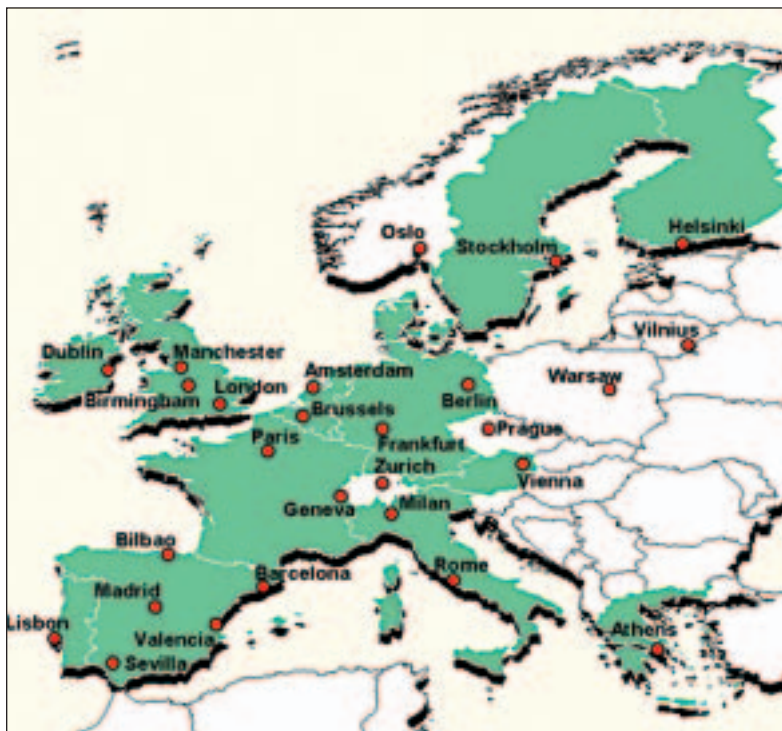 Helsinki
Oslo
Stockholm
Vilnius
Dublin
Manchester
Amsterdam
Warsaw
Birmingbam
London
Berlin
Brussels
Prague
Paris
Frankfurt
Zurich
Vienna
Geneva
Milan
Bilbao
Barcelona
Rome
Madrid
Lisbon
Valencia
Athens
Sevilla